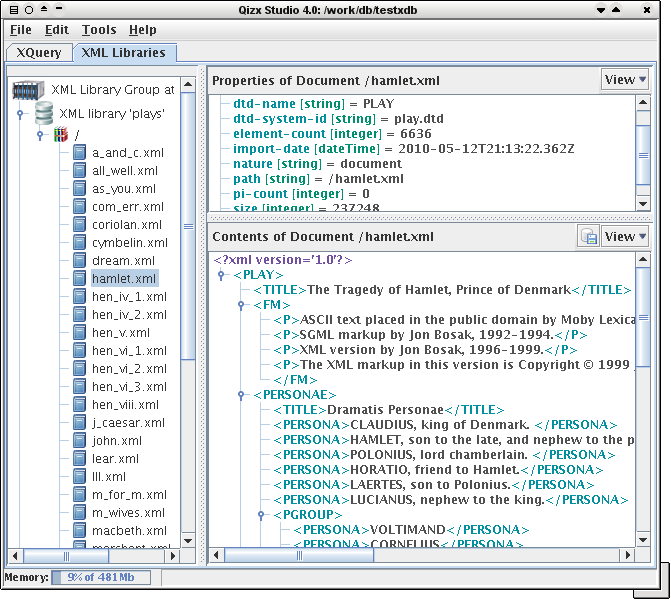 Qizx Studio 4.0: /work/db/testxdb
File Edit Tools Help
XQuery XML Libraries
XML Library Group at
XML library 'plays'
/
a_and_c.xml
all_well.xml
as_you.xml
com_err.xml
coriolan.xml
cymbelin.xml
dream.xml
hamlet.xml
hen_iv_1.xml
hen_iv_2.xml
hen_v.xml
hen_vi_1.xml
hen_vi_2.xml
hen_vi_3.xml
hen_viii.xml
j_caesar.xml
john.xml
lear.xml
lll.xml
m_for_m.xml
m_wives.xml
macbeth.xml
merchant.xml
Properties of Document /hamlet.xml View
dtd-name [string] = PLAY
dtd-system-id [string] = play.dtd
element-count [integer] = 6636
import-date [dateTime] = 2010-05-12T21:13:22.362Z
nature [string] = document
path [string] = /hamlet.xml
pi-count [integer] = 0
size [integer] = 237248
Contents of Document /hamlet.xml View
<?xml version='1.0'?>
<PLAY>
<TITLE>The Tragedy of Hamlet, Prince of Denmark</TITLE>
<FM>
<P>ASCII text placed in the public domain by Moby Lexica
<P>SGML markup by Jon Bosak, 1992-1994.</P>
<P>XML version by Jon Bosak, 1996-1999.</P>
<P>The XML markup in this version is Copyright © 1999
</FM>
<PERSONAE>
<TITLE>Dramatis Personae</TITLE>
<PERSONA>CLAUDIUS, king of Denmark. </PERSONA>
<PERSONA>HAMLET, son to the late, and nephew to the p
<PERSONA>POLONIUS, lord chamberlain. </PERSONA>
<PERSONA>HORATIO, friend to Hamlet.</PERSONA>
<PERSONA>LAERTES, son to Polonius.</PERSONA>
<PERSONA>LUCIANUS, nephew to the king.</PERSONA>
<PGROUP>
<PERSONA>VOLTIMAND</PERSONA>
<PERSONA>CORNELIUS</PERSONA>
Memory: 9% of 481Mb